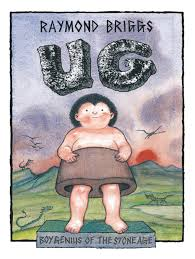 RAYMOND BRIGGS
UG
BOY GENIUS OF THE STONE AGE